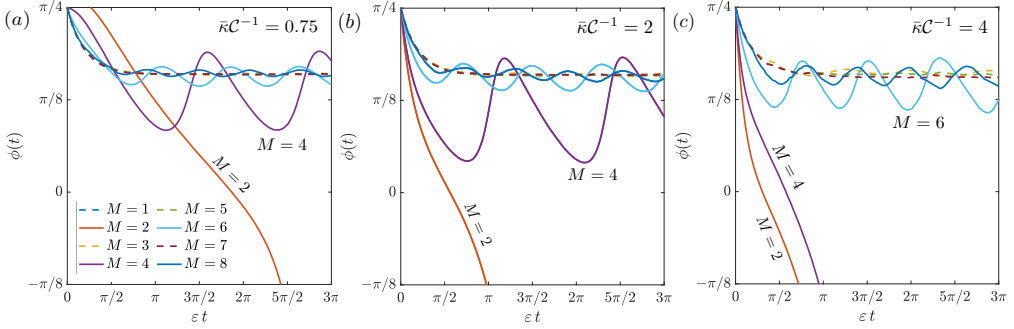 (a)
κ̄𝒞⁻¹ = 0.75
ϕ(t)
π/4
π/8
0
−π/8
M = 4
M = 2
M = 1
M = 2
M = 3
M = 4
M = 5
M = 6
M = 7
M = 8
0 π/2 π 3π/2 2π 5π/2 3π
ε t
(b)
κ̄𝒞⁻¹ = 2
ϕ(t)
π/4
π/8
0
−π/8
M = 4
M = 2
0 π/2 π 3π/2 2π 5π/2 3π
ε t
(c)
κ̄𝒞⁻¹ = 4
ϕ(t)
π/4
π/8
0
−π/8
M = 6
M = 4
M = 2
0 π/2 π 3π/2 2π 5π/2 3π
ε t